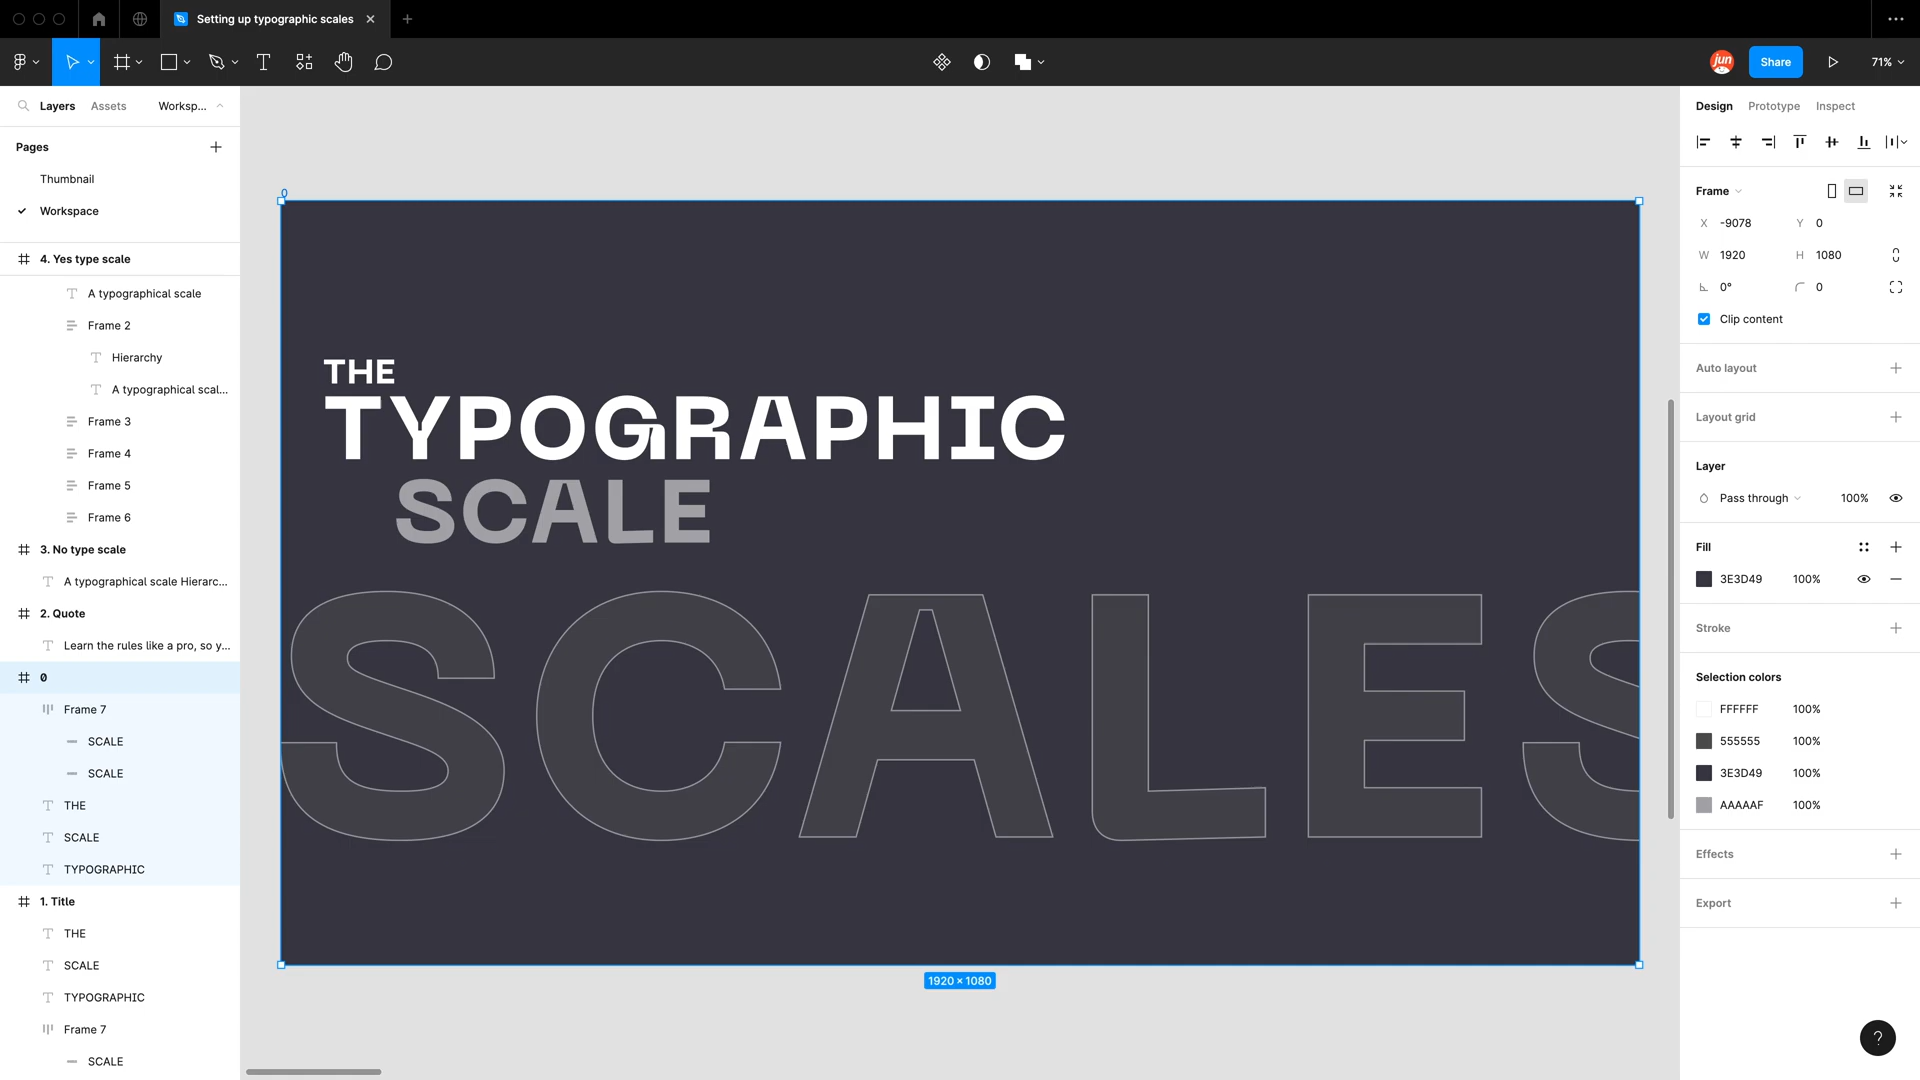 Setting up typographic scales
jun
Share
71%
Layers
Assets
Worksp...
Pages
Thumbnail
Workspace
4. Yes type scale
A typographical scale
Frame 2
Hierarchy
A typographical scal...
Frame 3
Frame 4
Frame 5
Frame 6
3. No type scale
A typographical scale Hierarc...
2. Quote
Learn the rules like a pro, so y...
0
Frame 7
SCALE
SCALE
THE
SCALE
TYPOGRAPHIC
1. Title
THE
SCALE
TYPOGRAPHIC
Frame 7
SCALE
0
THE
TYPOGRAPHIC
SCALE
SCALES
1920 × 1080
Design
Prototype
Inspect
Frame
X -9078 Y 0
W 1920 H 1080
0° 0
Clip content
Auto layout
Layout grid
Layer
Pass through 100%
Fill
3E3D49 100%
Stroke
Selection colors
FFFFFF 100%
555555 100%
3E3D49 100%
AAAAAF 100%
Effects
Export
?